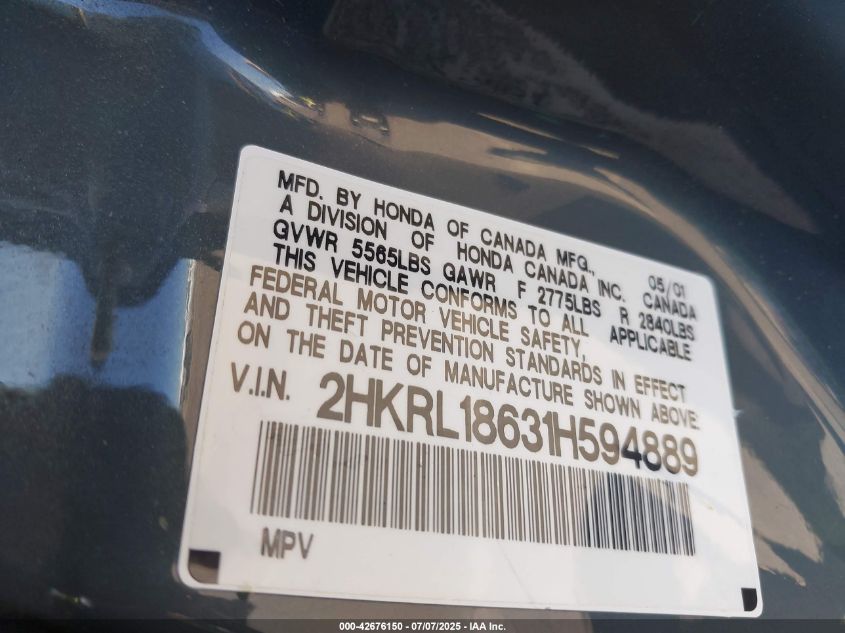 MFD. BY HONDA OF CANADA MFG., 05/01
A DIVISION OF HONDA CANADA INC. CANADA
GVWR 5565LBS GAWR F 2775LBS R 2840LBS
THIS VEHICLE CONFORMS TO ALL APPLICABLE
FEDERAL MOTOR VEHICLE SAFETY,
AND THEFT PREVENTION STANDARDS IN EFFECT
ON THE DATE OF MANUFACTURE SHOWN ABOVE.
V.I.N. 2HKRL18631H594889
MPV
000-42676150 - 07/07/2025 - IAA Inc.